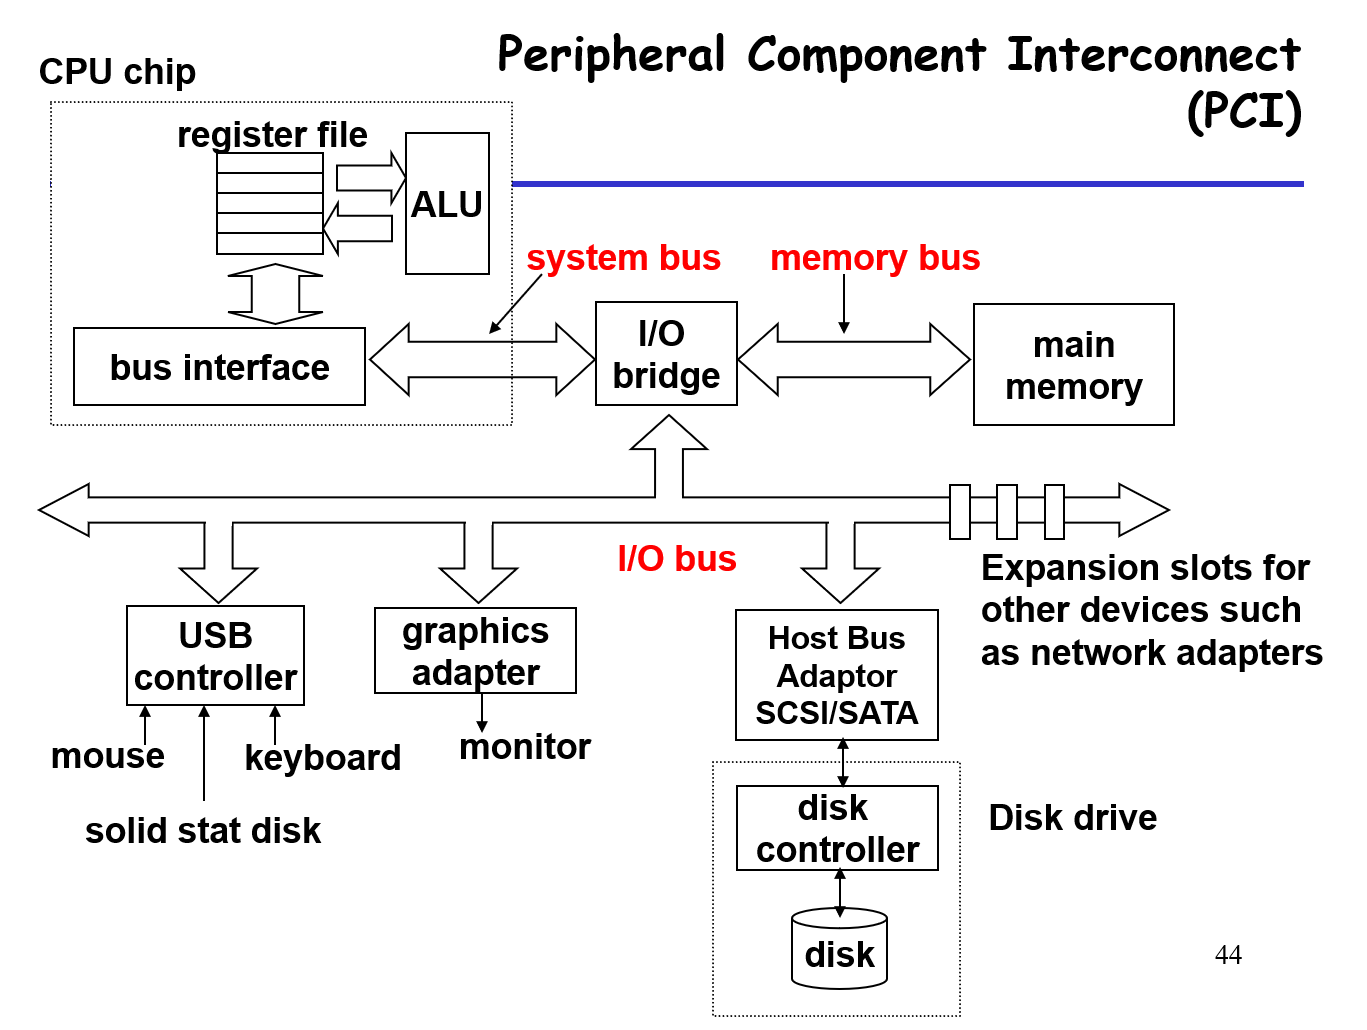 Peripheral Component Interconnect
(PCI)
CPU chip
register file
ALU
system bus
memory bus
bus interface
I/O
bridge
main
memory
I/O bus
Expansion slots for
other devices such
as network adapters
USB
controller
graphics
adapter
Host Bus
Adaptor
SCSI/SATA
mouse
keyboard
monitor
solid stat disk
disk
controller
Disk drive
disk
44